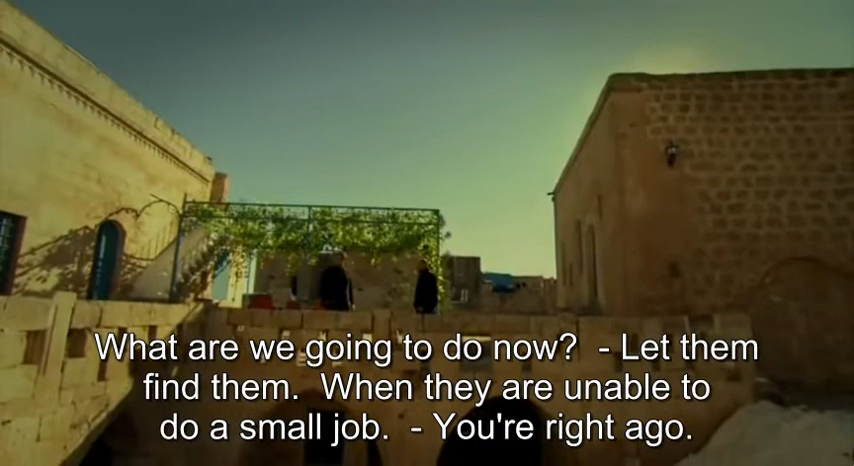 What are we going to do now?  - Let them
find them.  When they are unable to
do a small job.  - You're right ago.